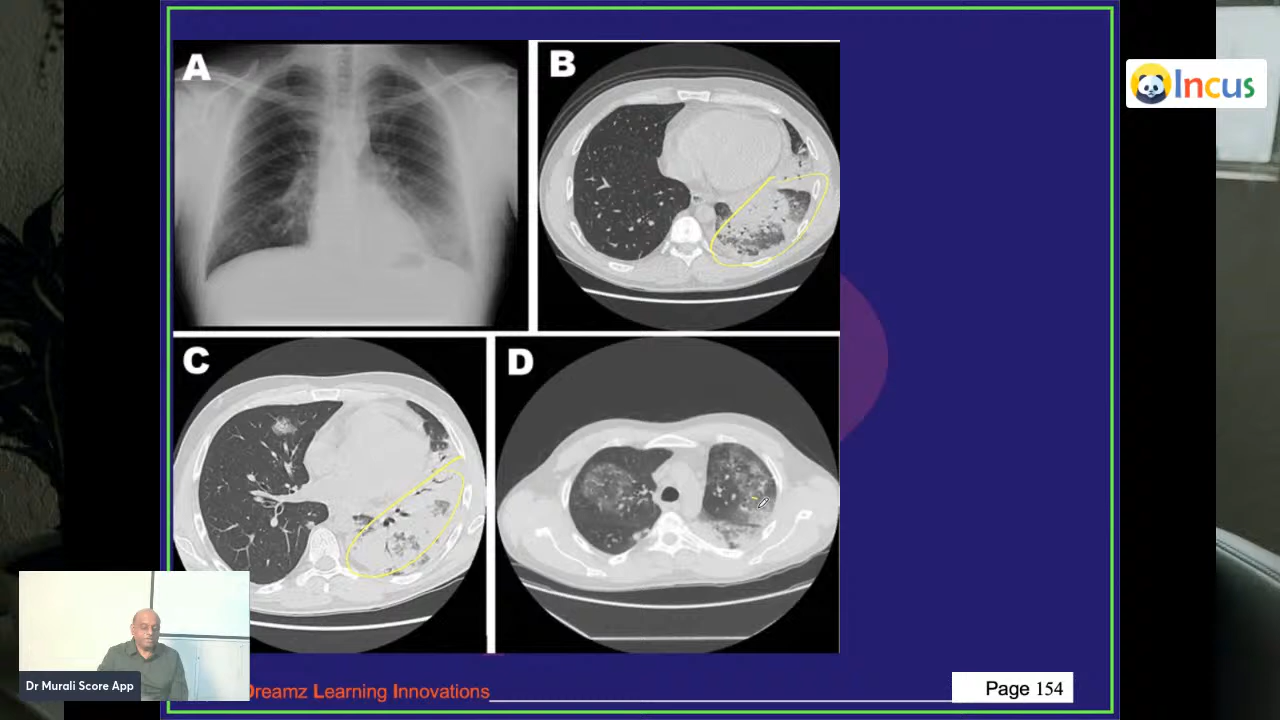 A
B
Incus
C
D
Dr Murali Score App
Dreamz Learning Innovations
Page 154